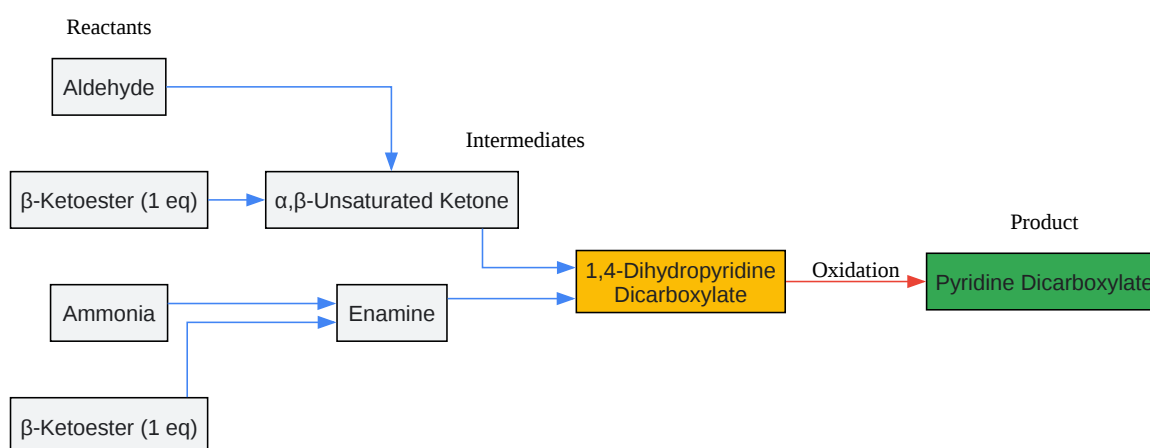 Reactants
Aldehyde
Intermediates
β-Ketoester (1 eq)
α,β-Unsaturated Ketone
Product
1,4-Dihydropyridine
Dicarboxylate
Oxidation
Pyridine Dicarboxylate
Ammonia
Enamine
β-Ketoester (1 eq)